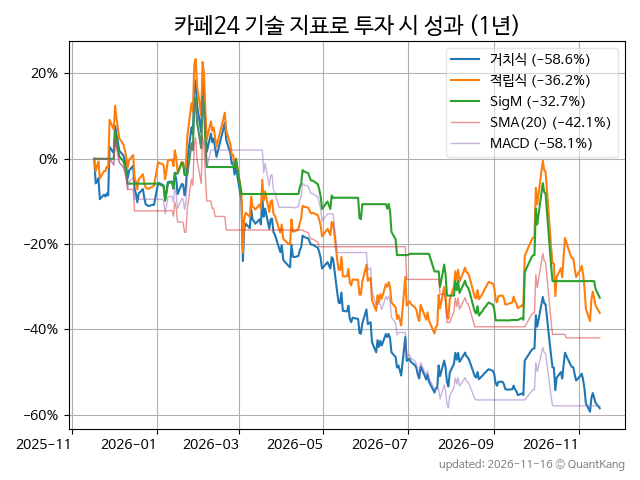 카페24 기술 지표로 투자 시 성과 (1년)
거치식 (−58.6%)
적립식 (−36.2%)
SigM (−32.7%)
SMA(20) (−42.1%)
MACD (−58.1%)
20%
0%
−20%
−40%
−60%
2025−11 2026−01 2026−03 2026−05 2026−07 2026−09 2026−11
updated: 2026-11-16 © QuantKang